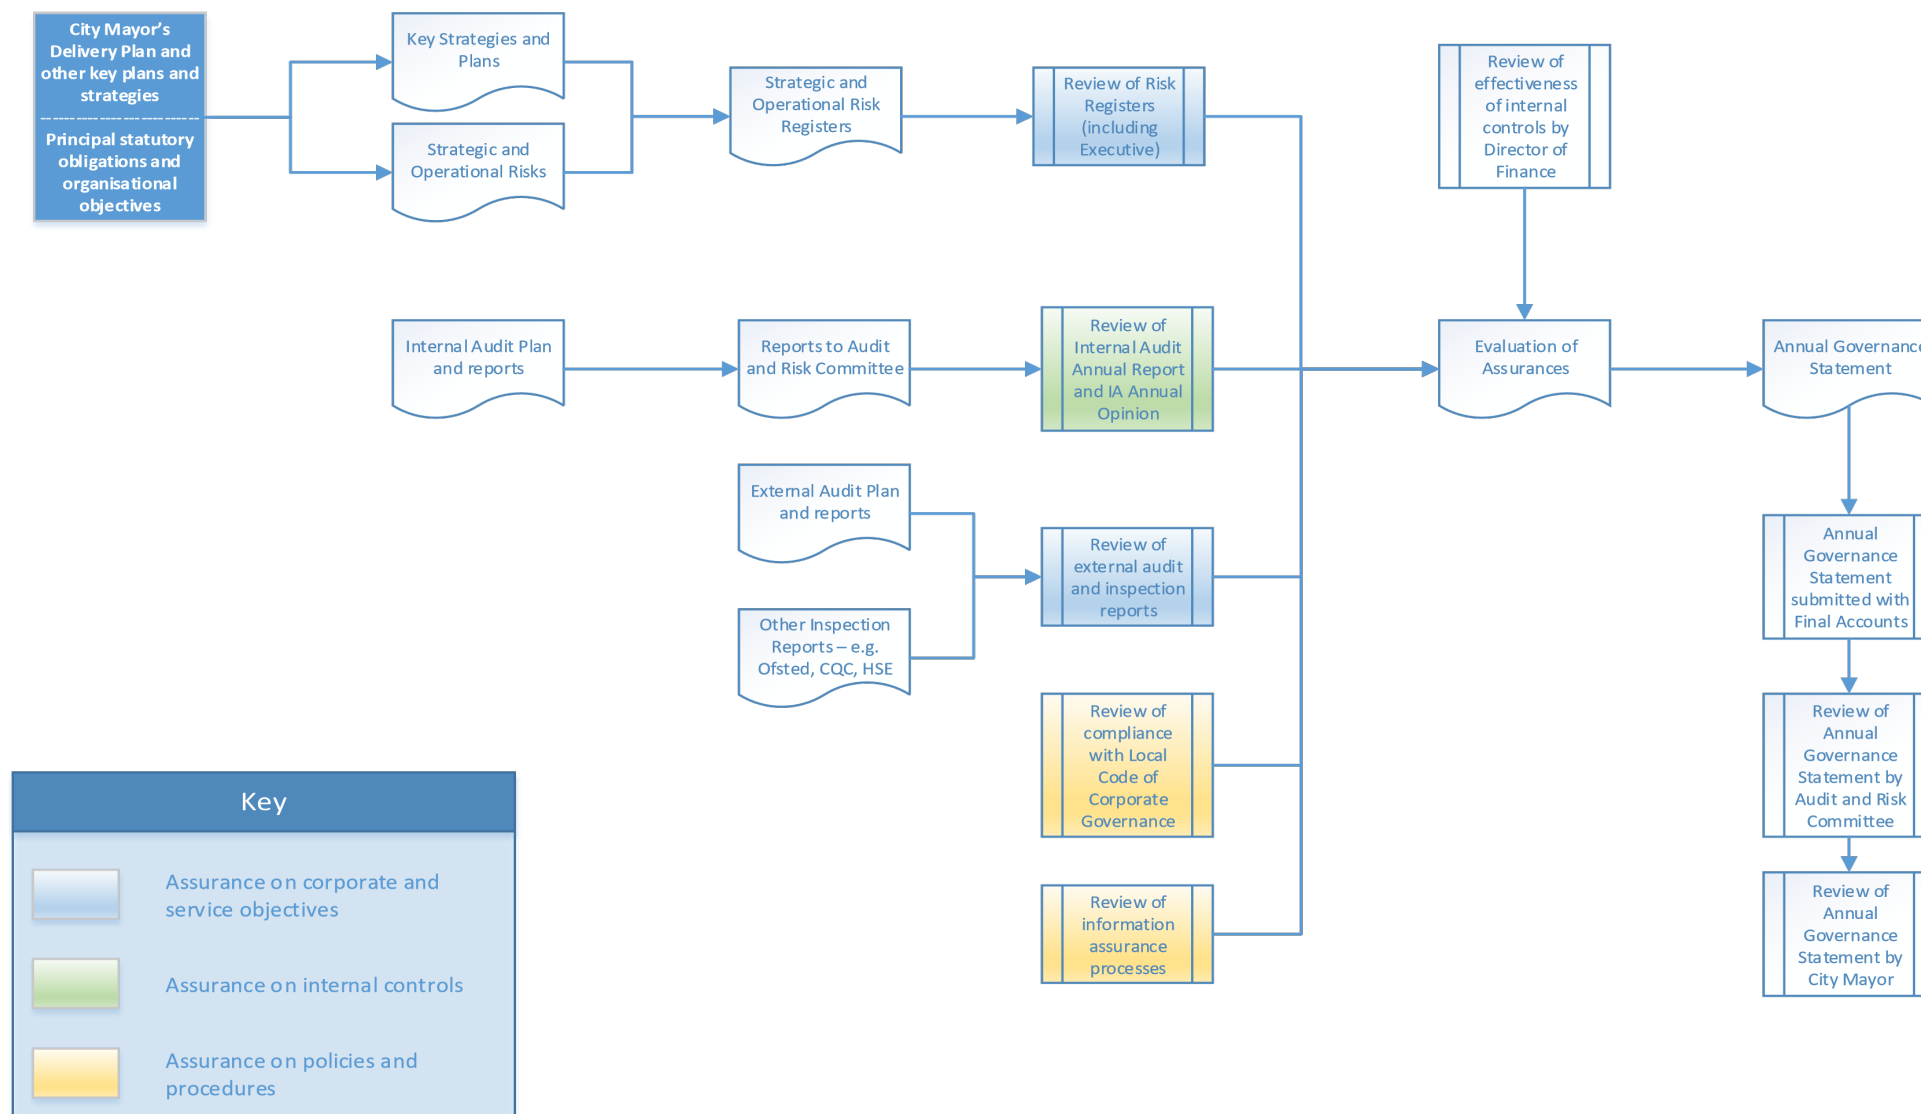 City Mayor’s
Delivery Plan and
other key plans and
strategies
------------------------------
Principal statutory
obligations and
organisational
objectives
Key Strategies and
Plans
Strategic and
Operational Risks
Strategic and
Operational Risk
Registers
Review of Risk
Registers
(including
Executive)
Review of
effectiveness
of internal
controls by
Director of
Finance
Internal Audit Plan
and reports
Reports to Audit
and Risk Committee
Review of
Internal Audit
Annual Report
and IA Annual
Opinion
Evaluation of
Assurances
Annual Governance
Statement
External Audit Plan
and reports
Other Inspection
Reports – e.g.
Ofsted, CQC, HSE
Review of
external audit
and inspection
reports
Annual
Governance
Statement
submitted with
Final Accounts
Review of
compliance
with Local
Code of
Corporate
Governance
Review of
Annual
Governance
Statement by
Audit and Risk
Committee
Review of
information
assurance
processes
Review of
Annual
Governance
Statement by
City Mayor
Key
Assurance on corporate and
service objectives
Assurance on internal controls
Assurance on policies and
procedures